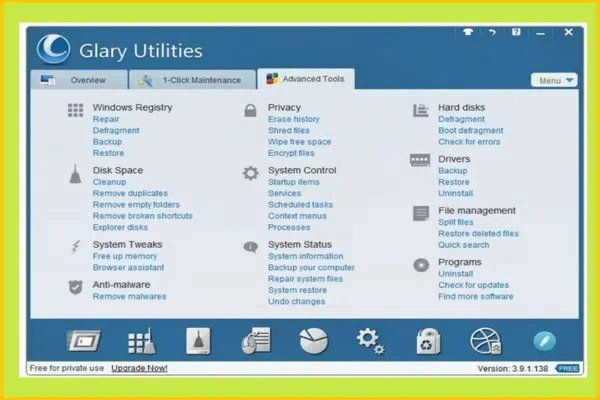 Glary Utilities
Overview
1-Click Maintenance
Advanced Tools
Menu
Windows Registry
Repair
Defragment
Backup
Restore
Disk Space
Cleanup
Remove duplicates
Remove empty folders
Remove broken shortcuts
Explorer disks
System Tweaks
Free up memory
Browser assistant
Anti-malware
Remove malwares
Privacy
Erase history
Shred files
Wipe free space
Encrypt files
System Control
Startup items
Services
Scheduled tasks
Context menus
Processes
System Status
System information
Backup your computer
Repair system files
System restore
Undo changes
Hard disks
Defragment
Boot defragment
Check for errors
Drivers
Backup
Restore
Uninstall
File management
Split files
Restore deleted files
Quick search
Programs
Uninstall
Check for updates
Find more software
Free for private use Upgrade Now!
Version: 3.9.1.138 FREE